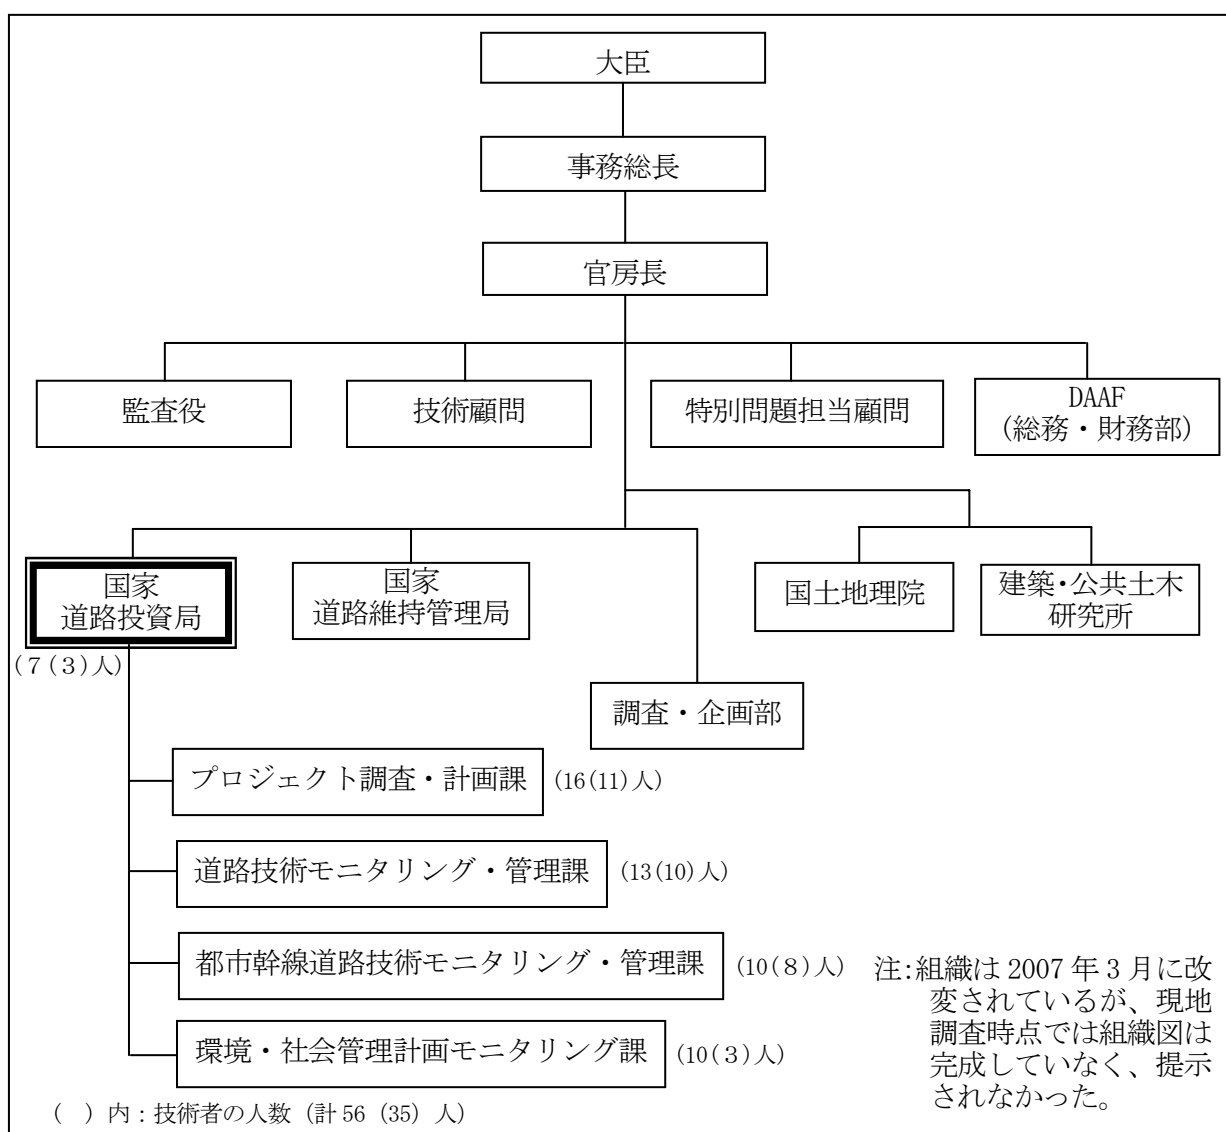 大臣
事務総長
官房長
監査役
技術顧問
特別問題担当顧問
DAAF
(総務・財務部)
国家
道路投資局
(7(3)人)
国家
道路維持管理局
国土地理院
建築・公共土木
研究所
調査・企画部
プロジェクト調査・計画課
(16(11)人)
道路技術モニタリング・管理課
(13(10)人)
都市幹線道路技術モニタリング・管理課
(10(8)人)
環境・社会管理計画モニタリング課
(10(3)人)
注:組織は 2007 年 3 月に改
変されているが、現地
調査時点では組織図は
完成していなく、提示
されなかった。
( )内:技術者の人数(計56 (35) 人)